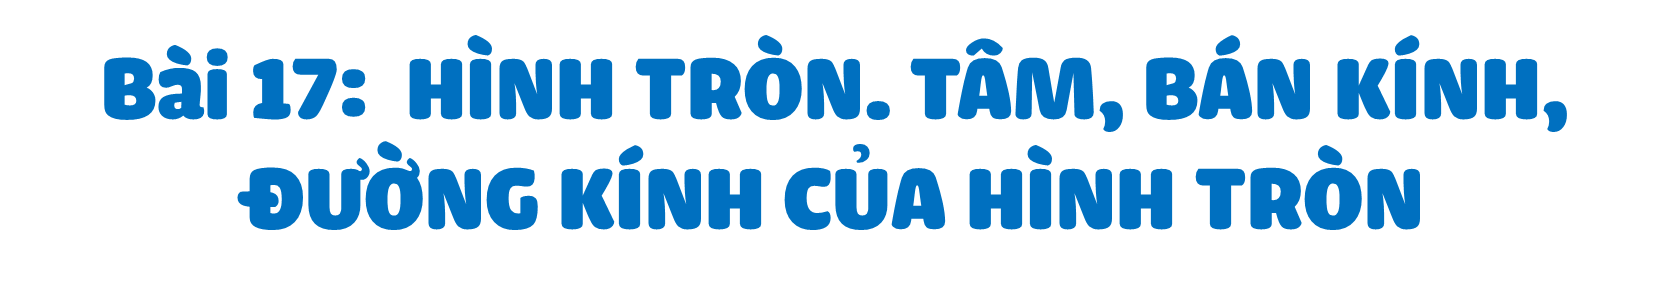 Bài 17: HÌNH TRÒN. TÂM, BÁN KÍNH,
ĐƯỜNG KÍNH CỦA HÌNH TRÒN